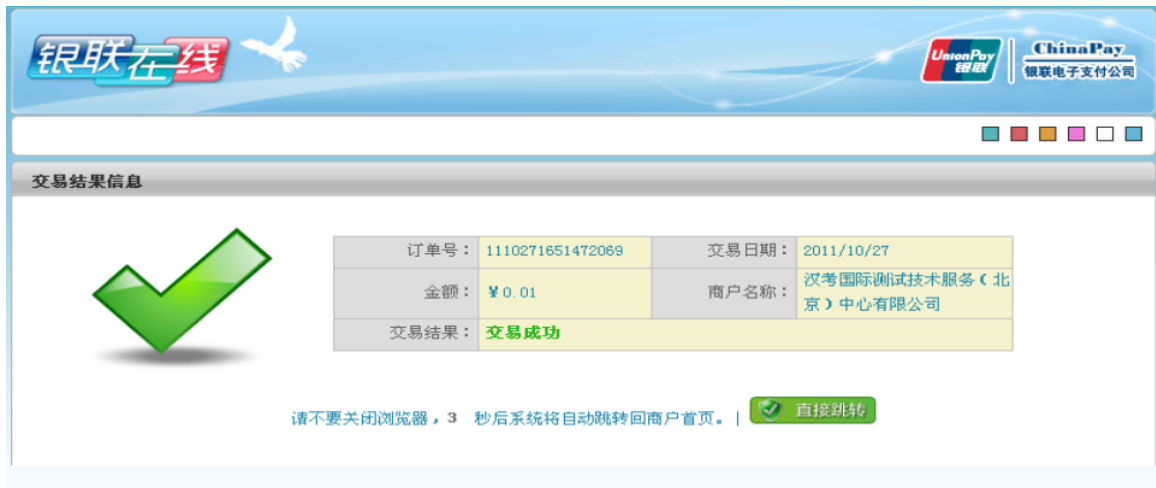 银联在线
UnionPay
银联
ChinaPay
银联电子支付公司
交易结果信息
订单号： 1110271651472069 交易日期： 2011/10/27
金额： ¥0.01 商户名称： 汉考国际测试技术服务（北
京）中心有限公司
交易结果： 交易成功
请不要关闭浏览器，3 秒后系统将自动跳转回商户首页。| 直接跳转